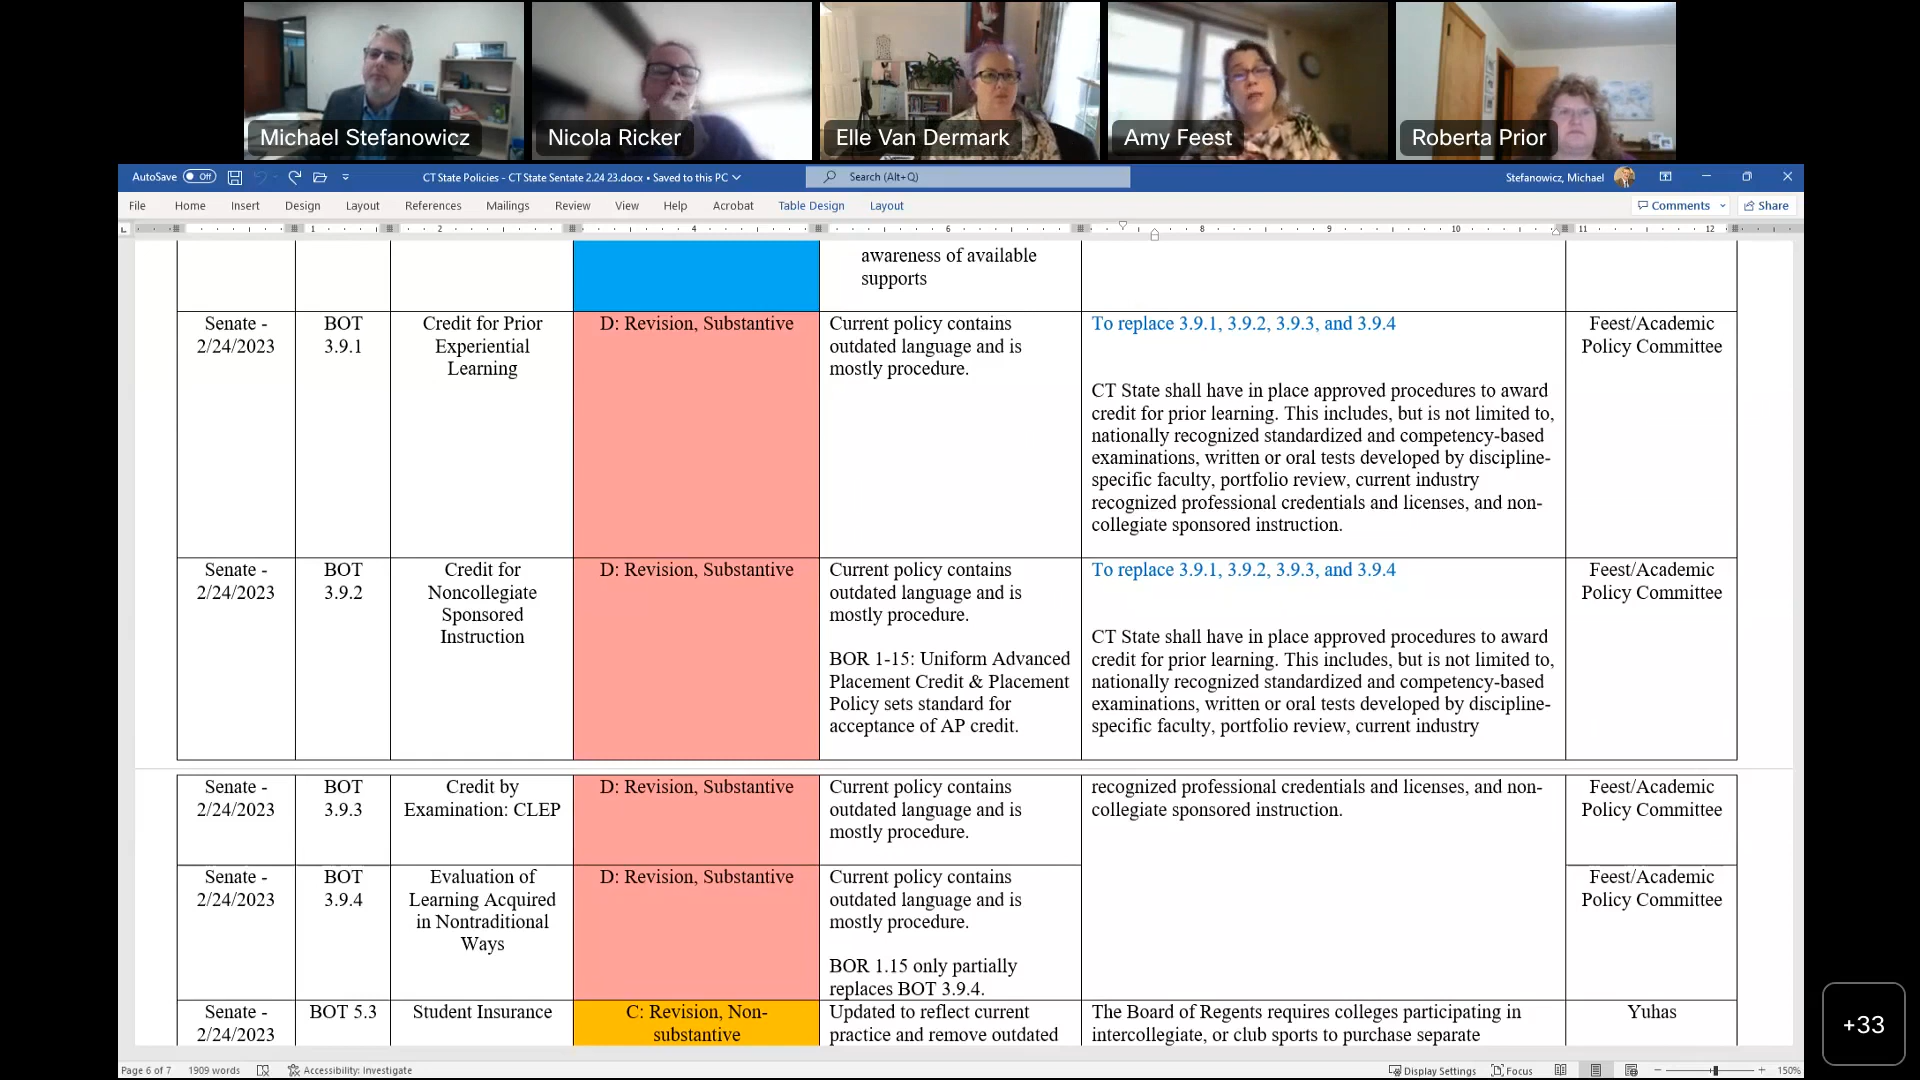 Michael Stefanowicz
Nicola Ricker
Elle Van Dermark
Amy Feest
Roberta Prior
AutoSave Off
CT State Policies - CT State Sentate 2.24 23.docx • Saved to this PC
Search (Alt+Q)
Stefanowicz, Michael
File Home Insert Design Layout References Mailings Review View Help Acrobat Table Design Layout
Comments
Share
1 2 4 6 8 9 10 11 12
awareness of available
supports
Senate -
2/24/2023
BOT
3.9.1
Credit for Prior
Experiential
Learning
D: Revision, Substantive
Current policy contains
outdated language and is
mostly procedure.
To replace 3.9.1, 3.9.2, 3.9.3, and 3.9.4
CT State shall have in place approved procedures to award
credit for prior learning. This includes, but is not limited to,
nationally recognized standardized and competency-based
examinations, written or oral tests developed by discipline-
specific faculty, portfolio review, current industry
recognized professional credentials and licenses, and non-
collegiate sponsored instruction.
Feest/Academic
Policy Committee
Senate -
2/24/2023
BOT
3.9.2
Credit for
Noncollegiate
Sponsored
Instruction
D: Revision, Substantive
Current policy contains
outdated language and is
mostly procedure.
BOR 1-15: Uniform Advanced
Placement Credit & Placement
Policy sets standard for
acceptance of AP credit.
To replace 3.9.1, 3.9.2, 3.9.3, and 3.9.4
CT State shall have in place approved procedures to award
credit for prior learning. This includes, but is not limited to,
nationally recognized standardized and competency-based
examinations, written or oral tests developed by discipline-
specific faculty, portfolio review, current industry
Feest/Academic
Policy Committee
Senate -
2/24/2023
BOT
3.9.3
Credit by
Examination: CLEP
D: Revision, Substantive
Current policy contains
outdated language and is
mostly procedure.
recognized professional credentials and licenses, and non-
collegiate sponsored instruction.
Feest/Academic
Policy Committee
Senate -
2/24/2023
BOT
3.9.4
Evaluation of
Learning Acquired
in Nontraditional
Ways
D: Revision, Substantive
Current policy contains
outdated language and is
mostly procedure.
BOR 1.15 only partially
replaces BOT 3.9.4.
Feest/Academic
Policy Committee
Senate -
2/24/2023
BOT 5.3
Student Insurance
C: Revision, Non-
substantive
Updated to reflect current
practice and remove outdated
The Board of Regents requires colleges participating in
intercollegiate, or club sports to purchase separate
Yuhas
+33
Page 6 of 7
1909 words
Accessibility: Investigate
Display Settings
Focus
150%